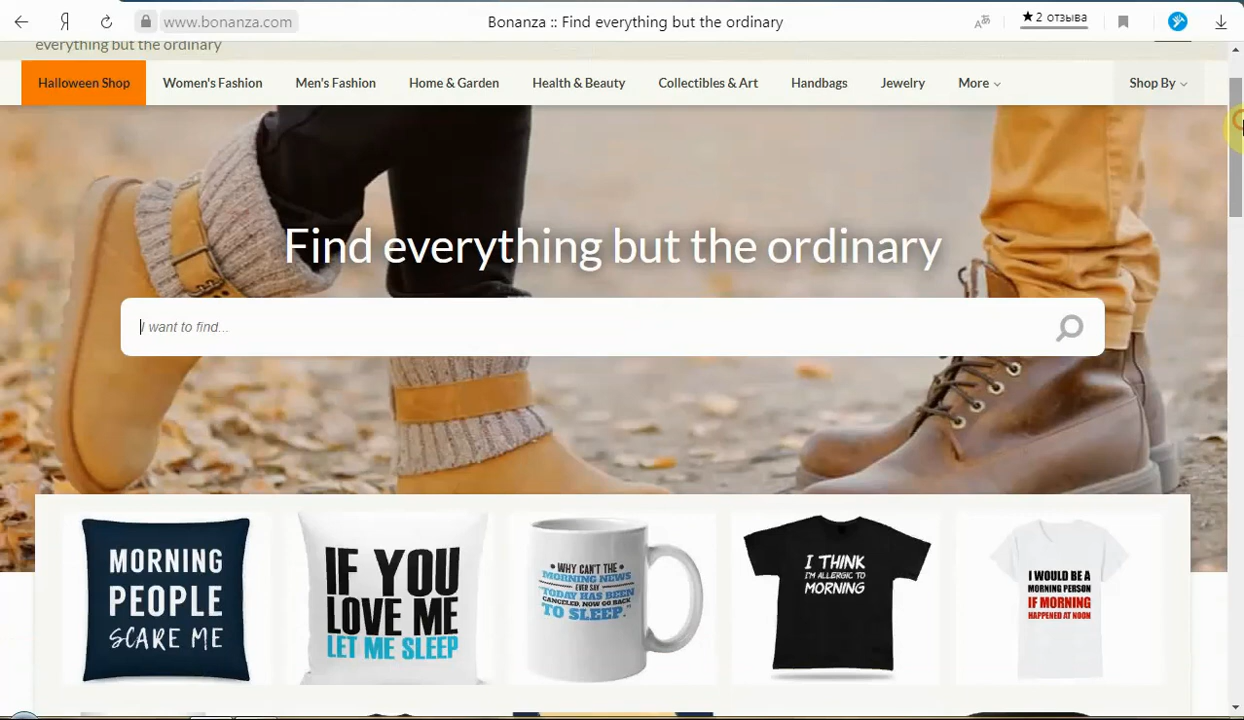 Я
www.bonanza.com
Bonanza :: Find everything but the ordinary
★2 отзыва
everything but the ordinary
Halloween Shop
Women's Fashion
Men's Fashion
Home & Garden
Health & Beauty
Collectibles & Art
Handbags
Jewelry
More
Shop By
Find everything but the ordinary
I want to find...
MORNING
PEOPLE
SCARE ME
IF YOU
LOVE ME
LET ME SLEEP
WHY CAN'T THE
MORNING NEWS
EVER SAY
TODAY HAS BEEN
CANCELED, NOW GO BACK
TO SLEEP."
I THINK
I'M ALLERGIC TO
MORNING
I WOULD BE A
MORNING PERSON
IF MORNING
HAPPENED AT NOON